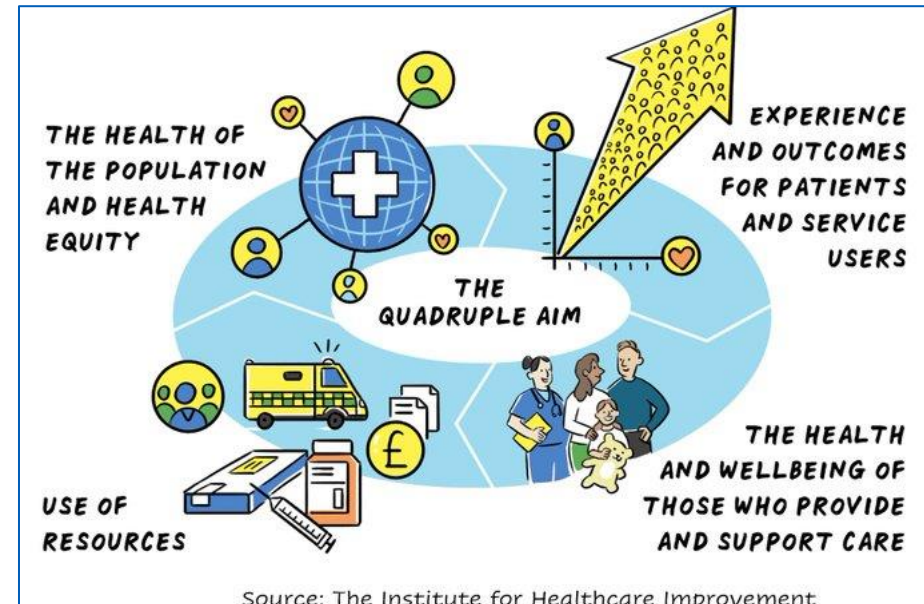 THE HEALTH OF
THE POPULATION
AND HEALTH
EQUITY
EXPERIENCE
AND OUTCOMES
FOR PATIENTS
AND SERVICE
USERS
THE
QUADRUPLE AIM
£
USE OF
RESOURCES
THE HEALTH
AND WELLBEING OF
THOSE WHO PROVIDE
AND SUPPORT CARE
Source: The Institute for Healthcare Improvement